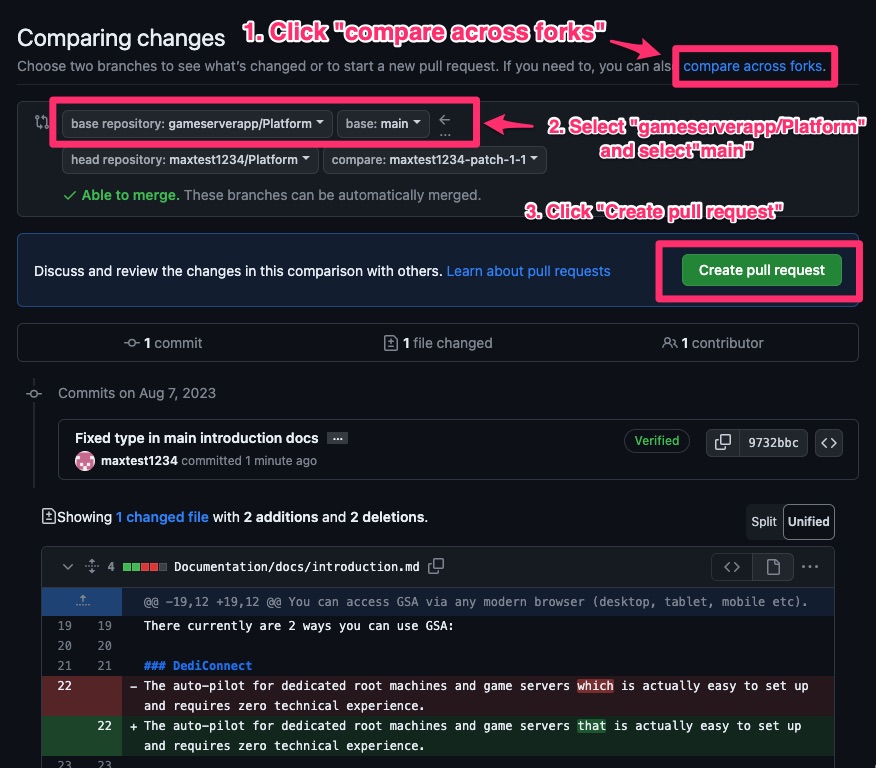 1. Click "compare across forks"
Comparing changes
Choose two branches to see what's changed or to start a new pull request. If you need to, you can als compare across forks.
base repository: gameserverapp/Platform base: main ...
2. Select "gameserverapp/Platform"
and select"main"
head repository: maxtest1234/Platform compare: maxtest1234-patch-1-1
Able to merge. These branches can be automatically merged.
3. Click "Create pull request"
Discuss and review the changes in this comparison with others. Learn about pull requests
Create pull request
1 commit 1 file changed 1 contributor
Commits on Aug 7, 2023
Fixed type in main introduction docs ...
Verified 9732bbc
maxtest1234 committed 1 minute ago
Showing 1 changed file with 2 additions and 2 deletions.
Split Unified
4 Documentation/docs/introduction.md
@@ -19,12 +19,12 @@ You can access GSA via any modern browser (desktop, tablet, mobile etc).
19 19 There currently are 2 ways you can use GSA:
20 20
21 21 ### DediConnect
22 - The auto-pilot for dedicated root machines and game servers which is actually easy to set up
and requires zero technical experience.
22 + The auto-pilot for dedicated root machines and game servers that is actually easy to set up
and requires zero technical experience.
23 23